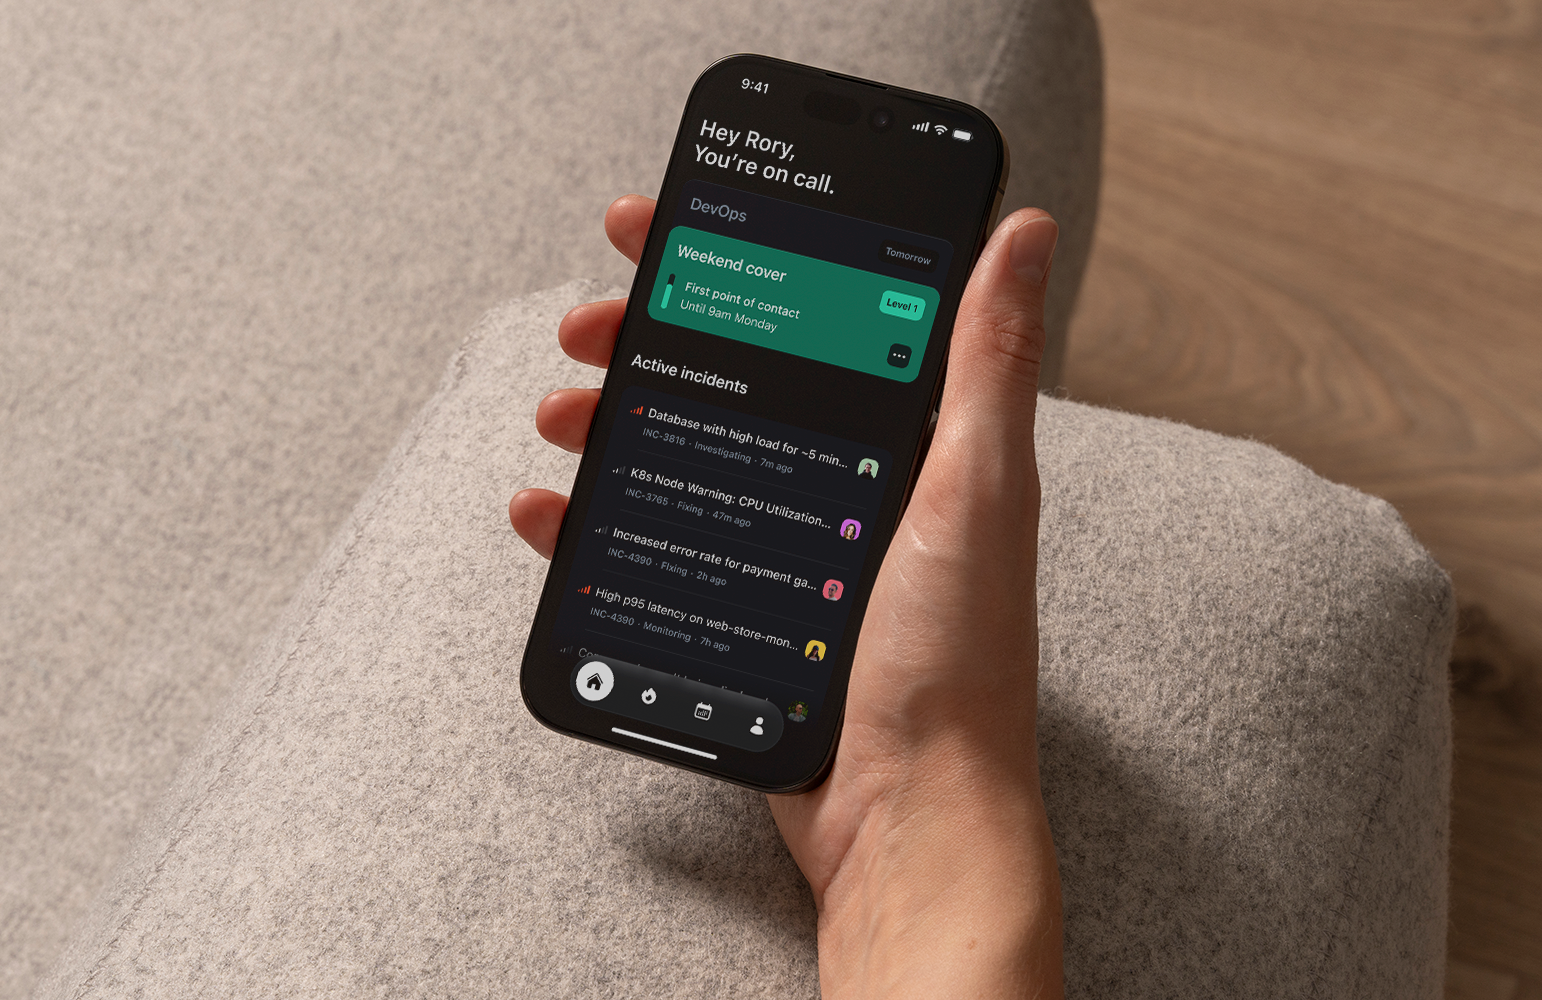 9:41
Hey Rory,
You're on call.
DevOps
Tomorrow
Weekend cover
Level 1
First point of contact
Until 9am Monday
Active incidents
Database with high load for ~5 min...
INC-3816 · Investigating · 7m ago
K8s Node Warning: CPU Utilization...
INC-3765 · Fixing · 47m ago
Increased error rate for payment ga...
INC-4390 · FIxing · 2h ago
High p95 latency on web-store-mon...
INC-4390 · Monitoring · 7h ago